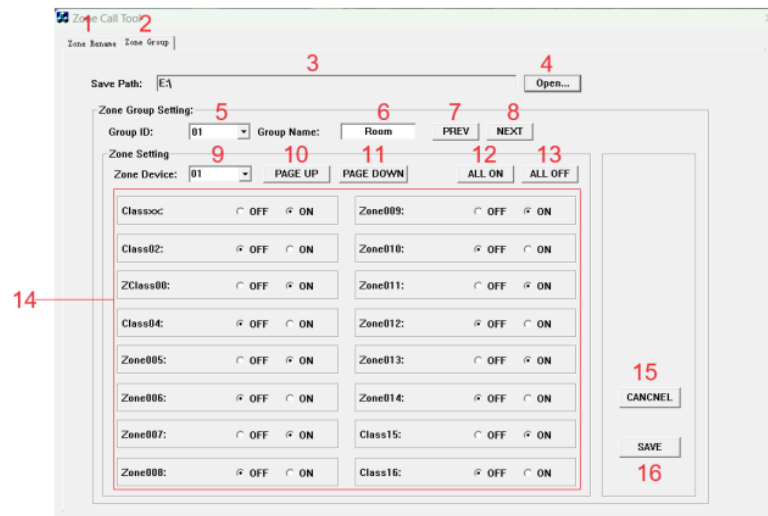 Zone Call Tool
1 2
Zone Rename Zone Group
3 4
Save Path: E:\ Open...
Zone Group Setting:
5 6 7 8
Group ID: 01 Group Name: Room PREV NEXT
Zone Setting
9 10 11 12 13
Zone Device: 01 PAGE UP PAGE DOWN ALL ON ALL OFF
Classxx: OFF ON Zone009: OFF ON
Class02: OFF ON Zone010: OFF ON
ZClass00: OFF ON Zone011: OFF ON
14
Class04: OFF ON Zone012: OFF ON
Zone005: OFF ON Zone013: OFF ON
15
Zone006: OFF ON Zone014: OFF ON CANCNEL
Zone007: OFF ON Class15: OFF ON
SAVE
Zone008: OFF ON Class16: OFF ON
16